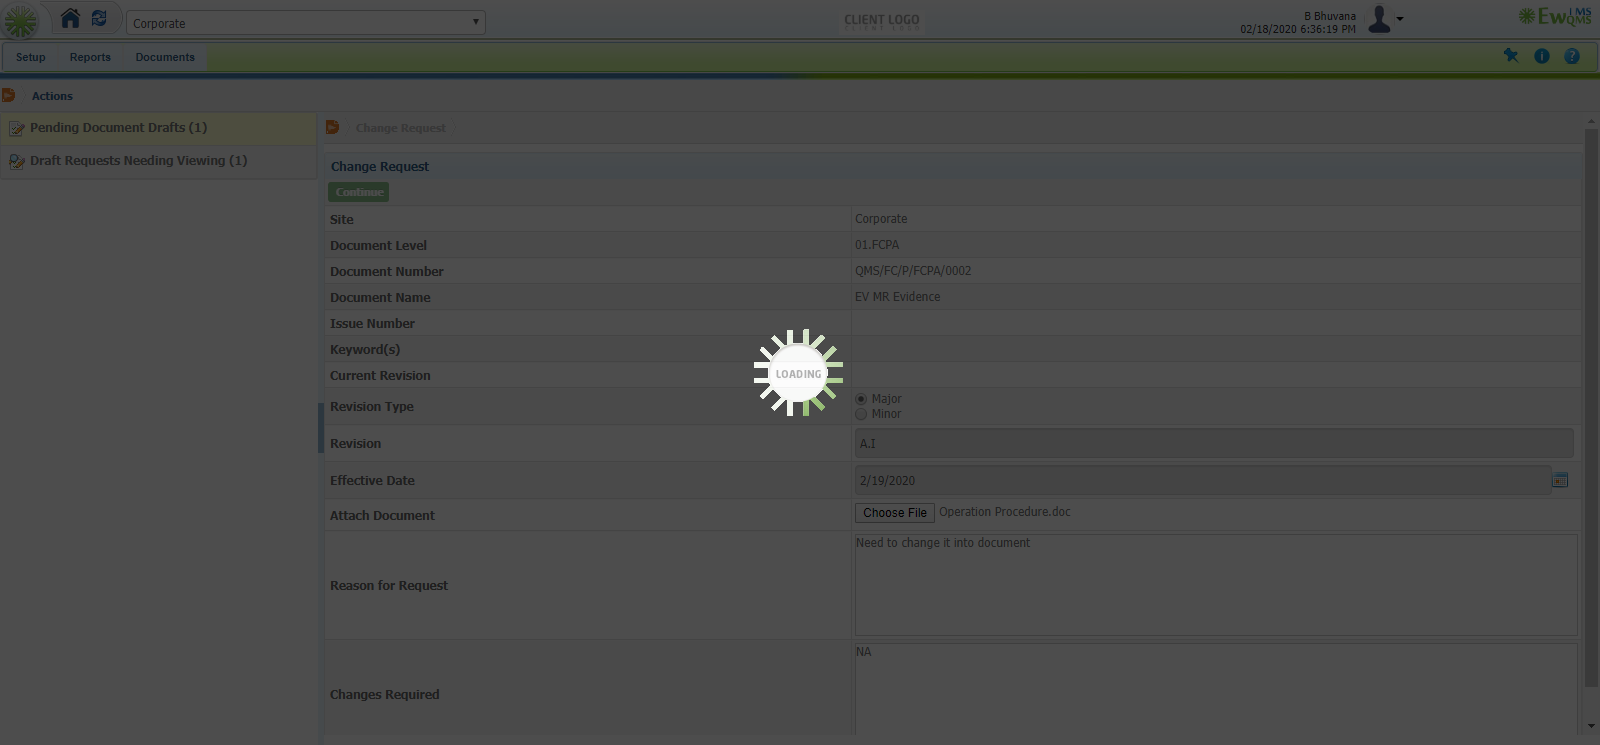 Corporate
CLIENT LOGO
B Bhuvana
02/18/2020 6:36:19 PM
EwQMS
LMS
Setup Reports Documents
Actions
Pending Document Drafts (1)
Draft Requests Needing Viewing (1)
Change Request
Change Request
Continue
Site Corporate
Document Level 01.FCPA
Document Number QMS/FC/P/FCPA/0002
Document Name EV MR Evidence
Issue Number
Keyword(s)
Current Revision
LOADING
Revision Type Major
Minor
Revision A.I
Effective Date 2/19/2020
Attach Document Choose File Operation Procedure.doc
Reason for Request Need to change it into document
Changes Required NA